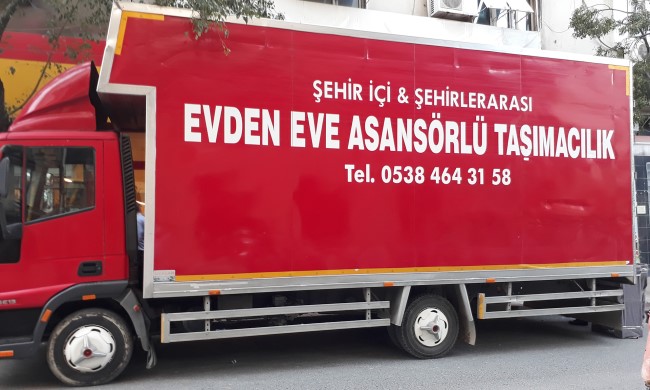 ŞEHİR İÇİ & ŞEHİRLERARASI
EVDEN EVE ASANSÖRLÜ TAŞIMACILIK
Tel. 0538 464 31 58